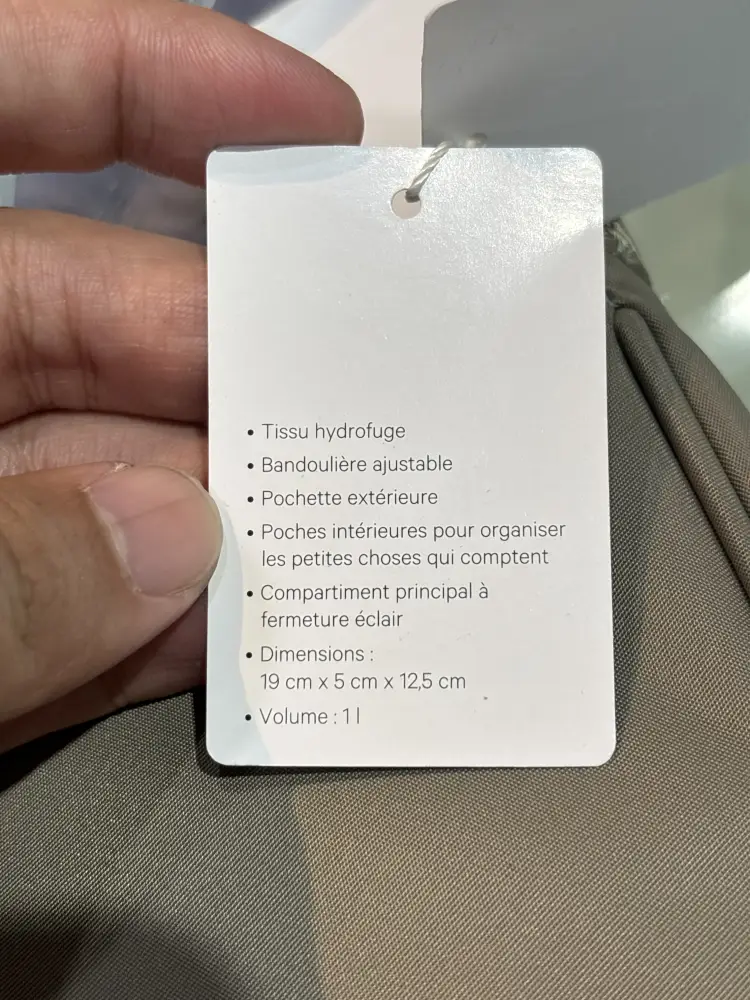 • Tissu hydrofuge
• Bandoulière ajustable
• Pochette extérieure
• Poches intérieures pour organiser
les petites choses qui comptent
• Compartiment principal à
fermeture éclair
• Dimensions :
19 cm x 5 cm x 12,5 cm
• Volume : 1 l